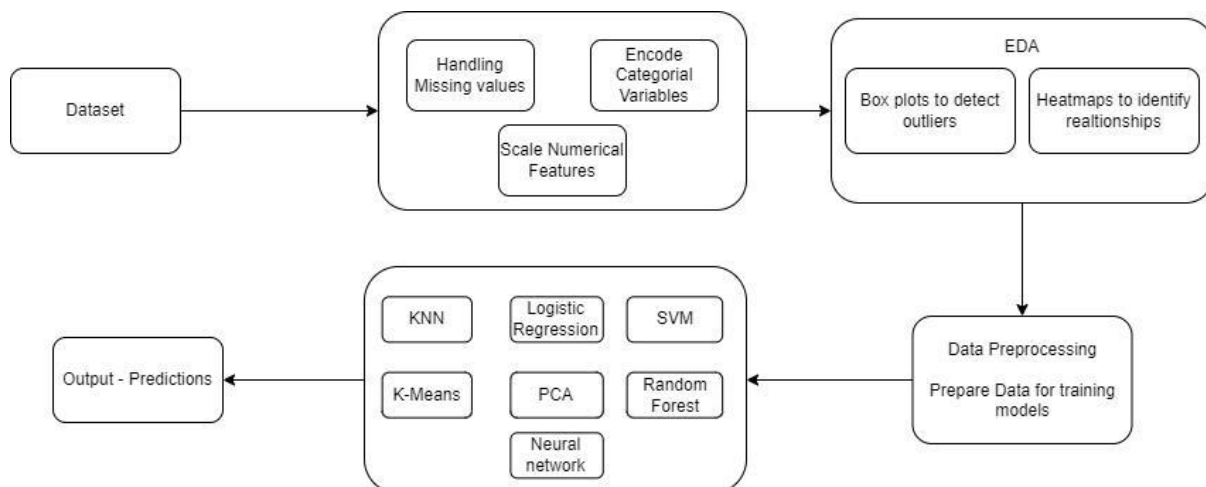 Dataset
Handling
Missing values
Encode
Categorial
Variables
Scale Numerical
Features
EDA
Box plots to detect
outliers
Heatmaps to identify
realtionships
Data Preprocessing
Prepare Data for training
models
KNN
Logistic
Regression
SVM
K-Means
PCA
Random
Forest
Neural
network
Output - Predictions